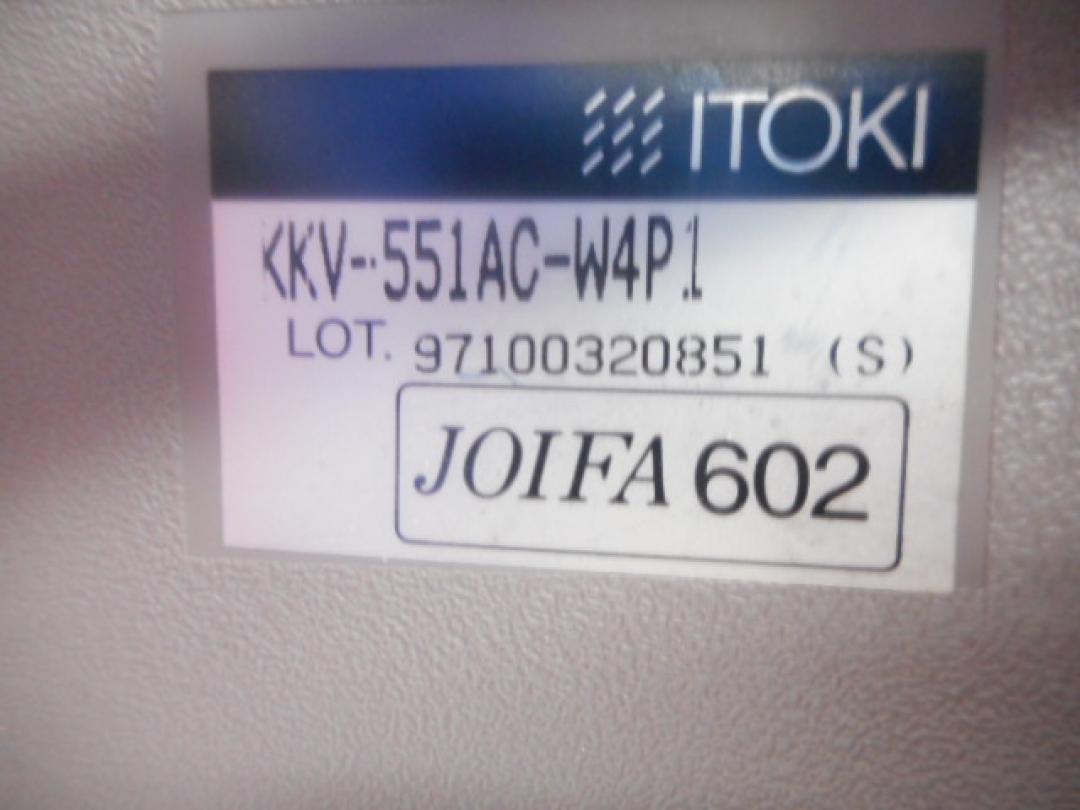 ITOKI
KKV-551AC-W4P1
LOT. 97100320851 (S)
JOIFA 602